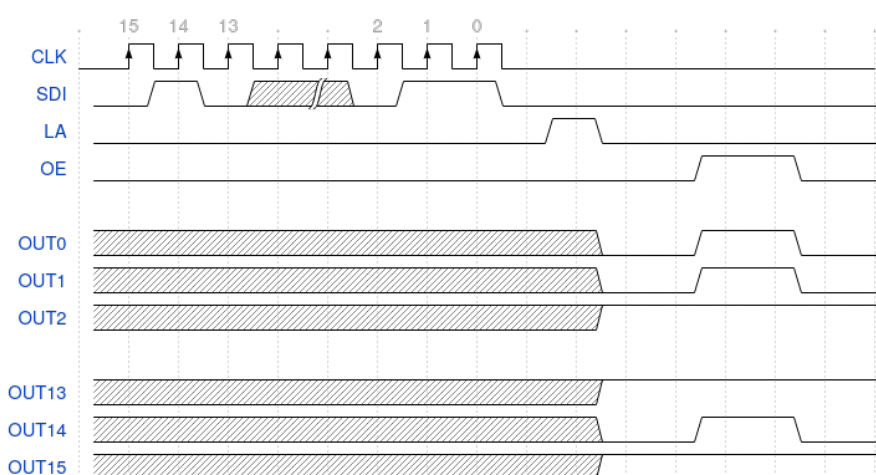 15 14 13 2 1 0
CLK
SDI
LA
OE
OUT0
OUT1
OUT2
OUT13
OUT14
OUT15